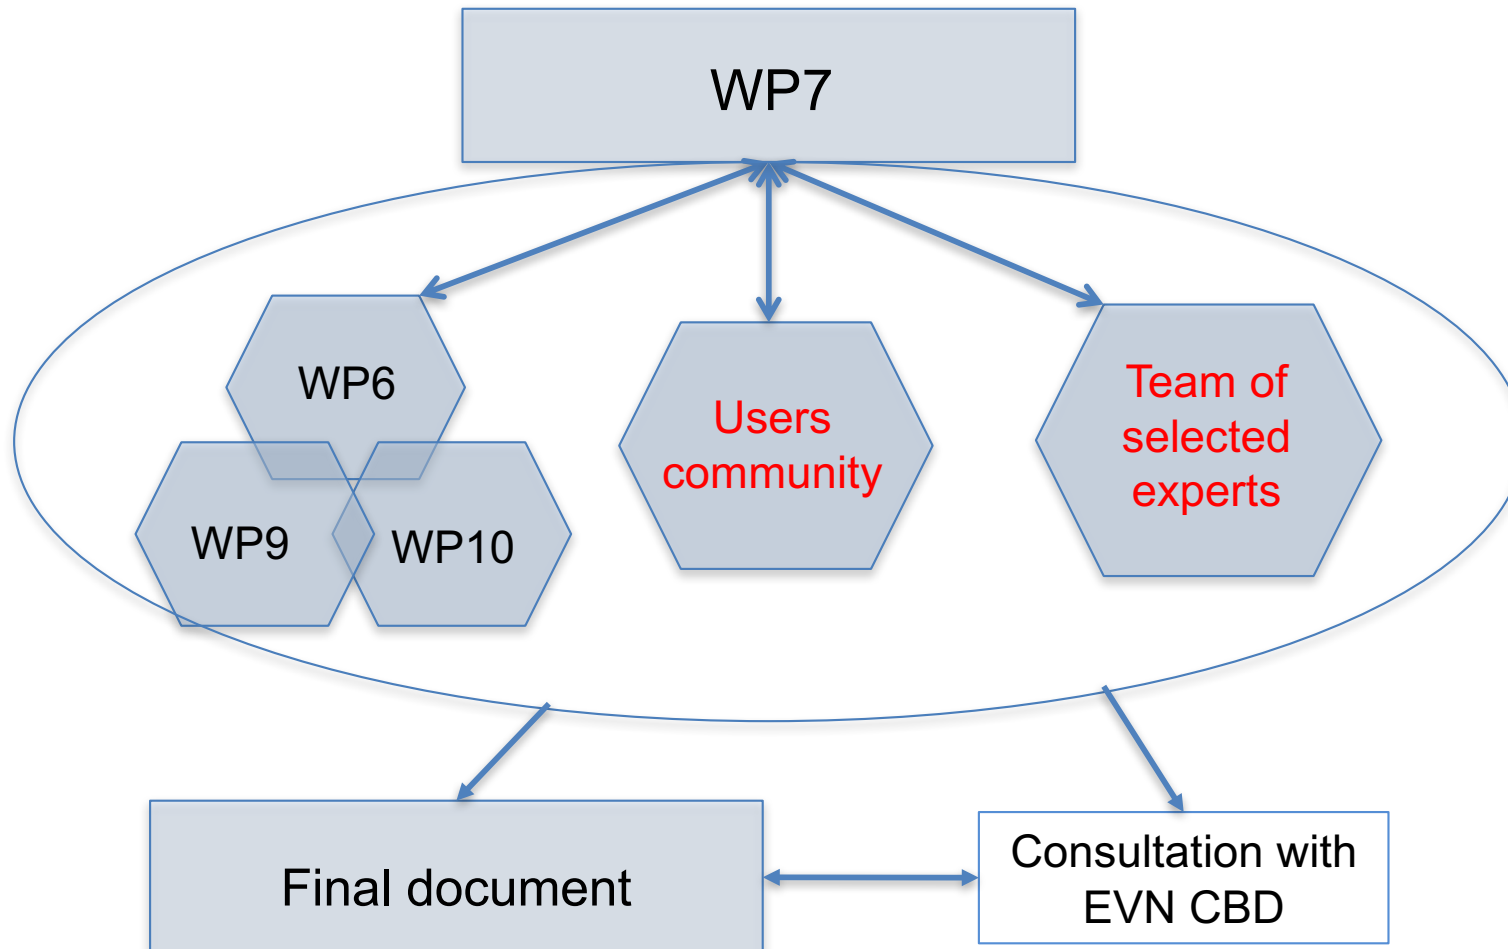 WP7
WP6
WP9
WP10
Users
community
Team of
selected
experts
Final document
Consultation with
EVN CBD